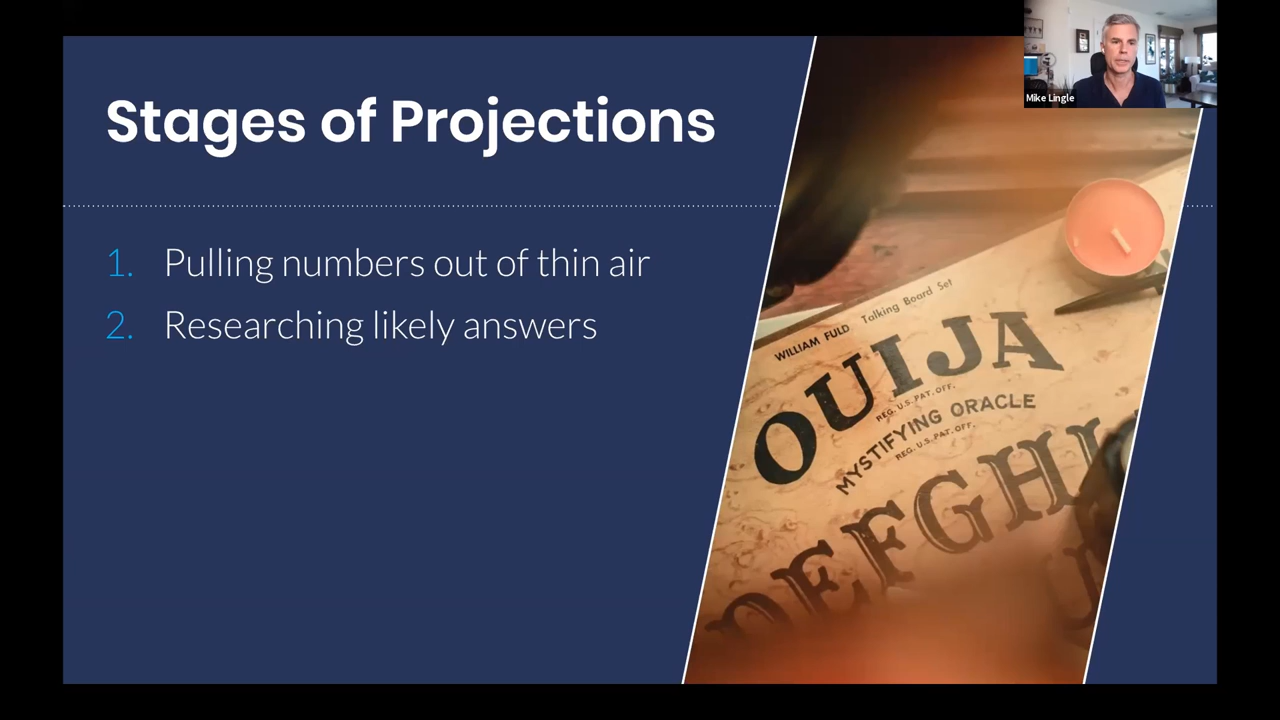 Stages of Projections
1. Pulling numbers out of thin air
2. Researching likely answers
Mike Lingle
WILLIAM FULD Talking Board Set
OUIJA
REG. U.S. PAT. OFF.
MYSTIFYING ORACLE
REG. U.S. PAT. OFF.
DEFGHI